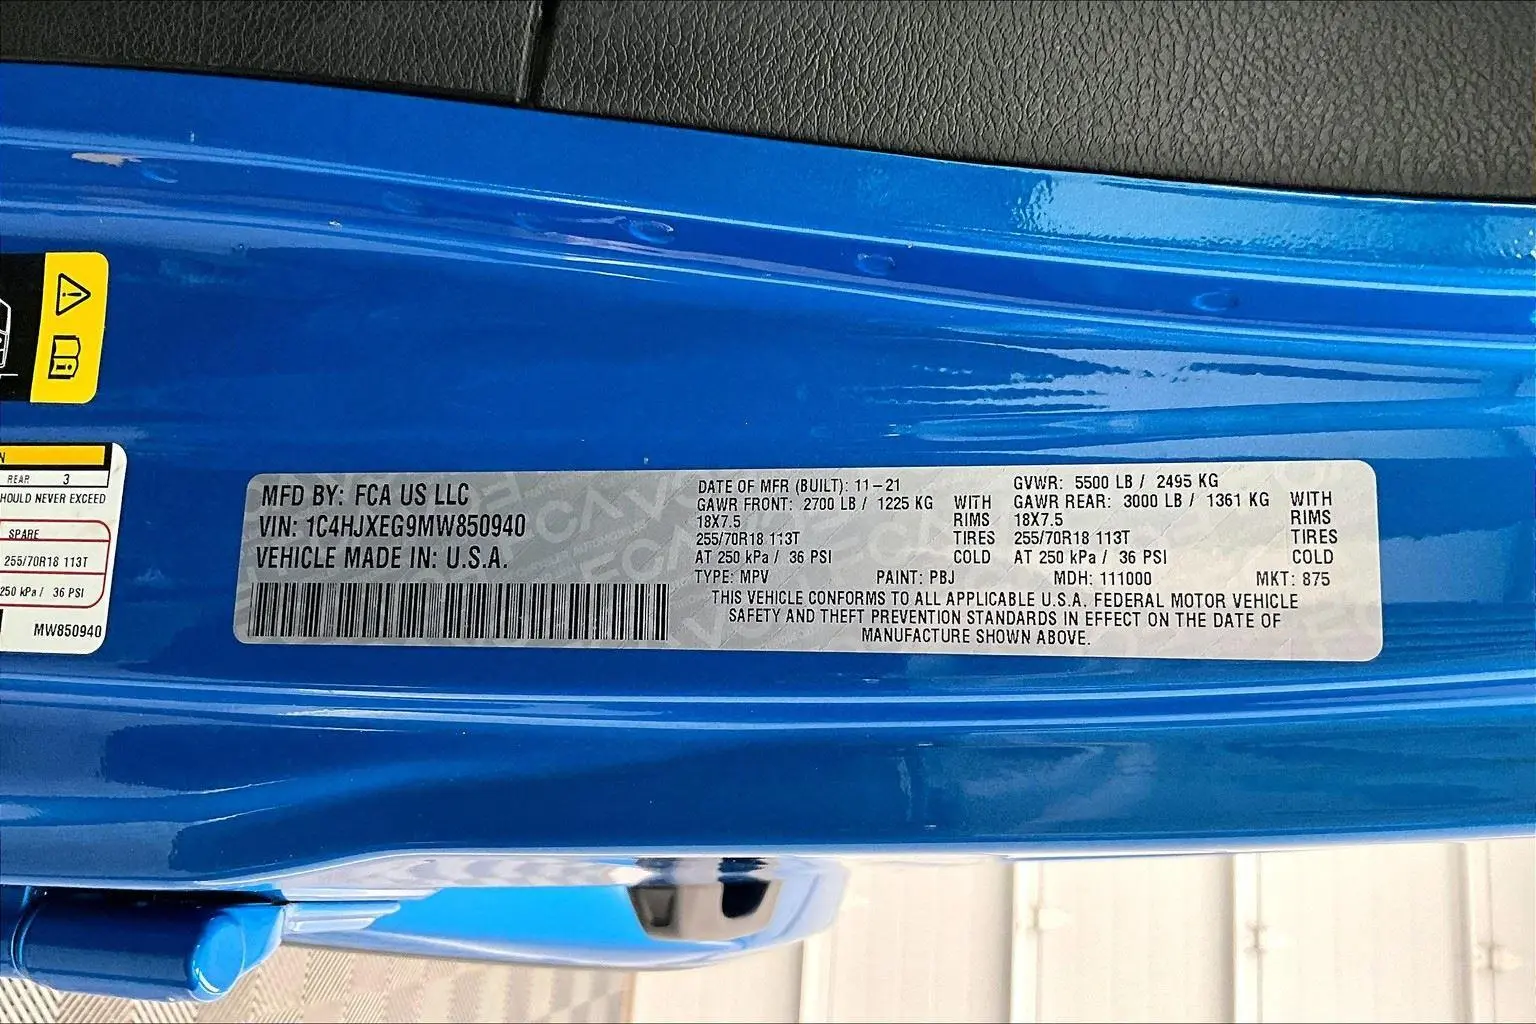 N
REAR 3
HOULD NEVER EXCEED
SPARE
255/70R18 113T
250 kPa / 36 PSI
MW850940
MFD BY: FCA US LLC
VIN: 1C4HJXEG9MW850940
VEHICLE MADE IN: U.S.A.
DATE OF MFR (BUILT): 11-21 GVWR: 5500 LB / 2495 KG
GAWR FRONT: 2700 LB / 1225 KG WITH GAWR REAR: 3000 LB / 1361 KG WITH
18X7.5 RIMS 18X7.5 RIMS
255/70R18 113T TIRES 255/70R18 113T TIRES
AT 250 kPa / 36 PSI COLD AT 250 kPa / 36 PSI COLD
TYPE: MPV PAINT: PBJ MDH: 111000 MKT: 875
THIS VEHICLE CONFORMS TO ALL APPLICABLE U.S.A. FEDERAL MOTOR VEHICLE
SAFETY AND THEFT PREVENTION STANDARDS IN EFFECT ON THE DATE OF
MANUFACTURE SHOWN ABOVE.